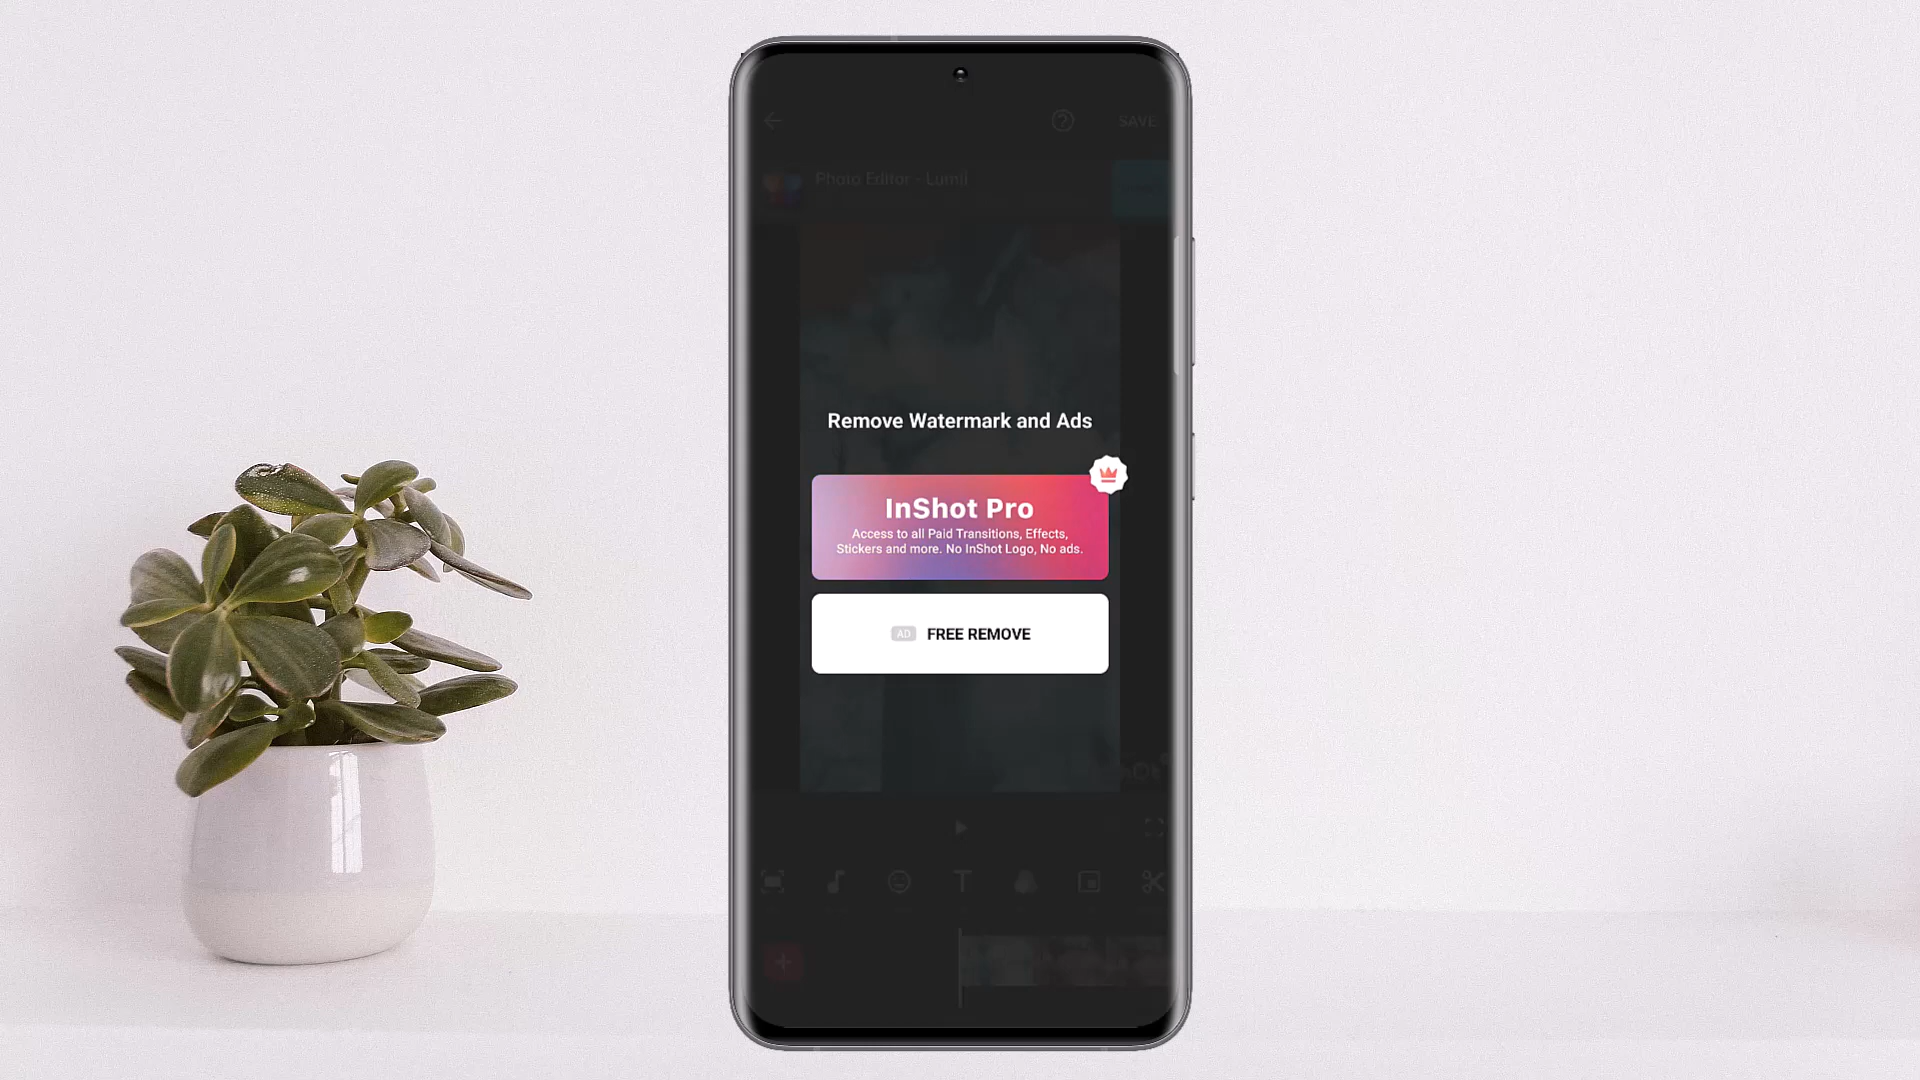 SAVE
Photo Editor - Lumii
Remove Watermark and Ads
InShot Pro
Access to all Paid Transitions, Effects,
Stickers and more. No InShot Logo, No ads.
AD FREE REMOVE